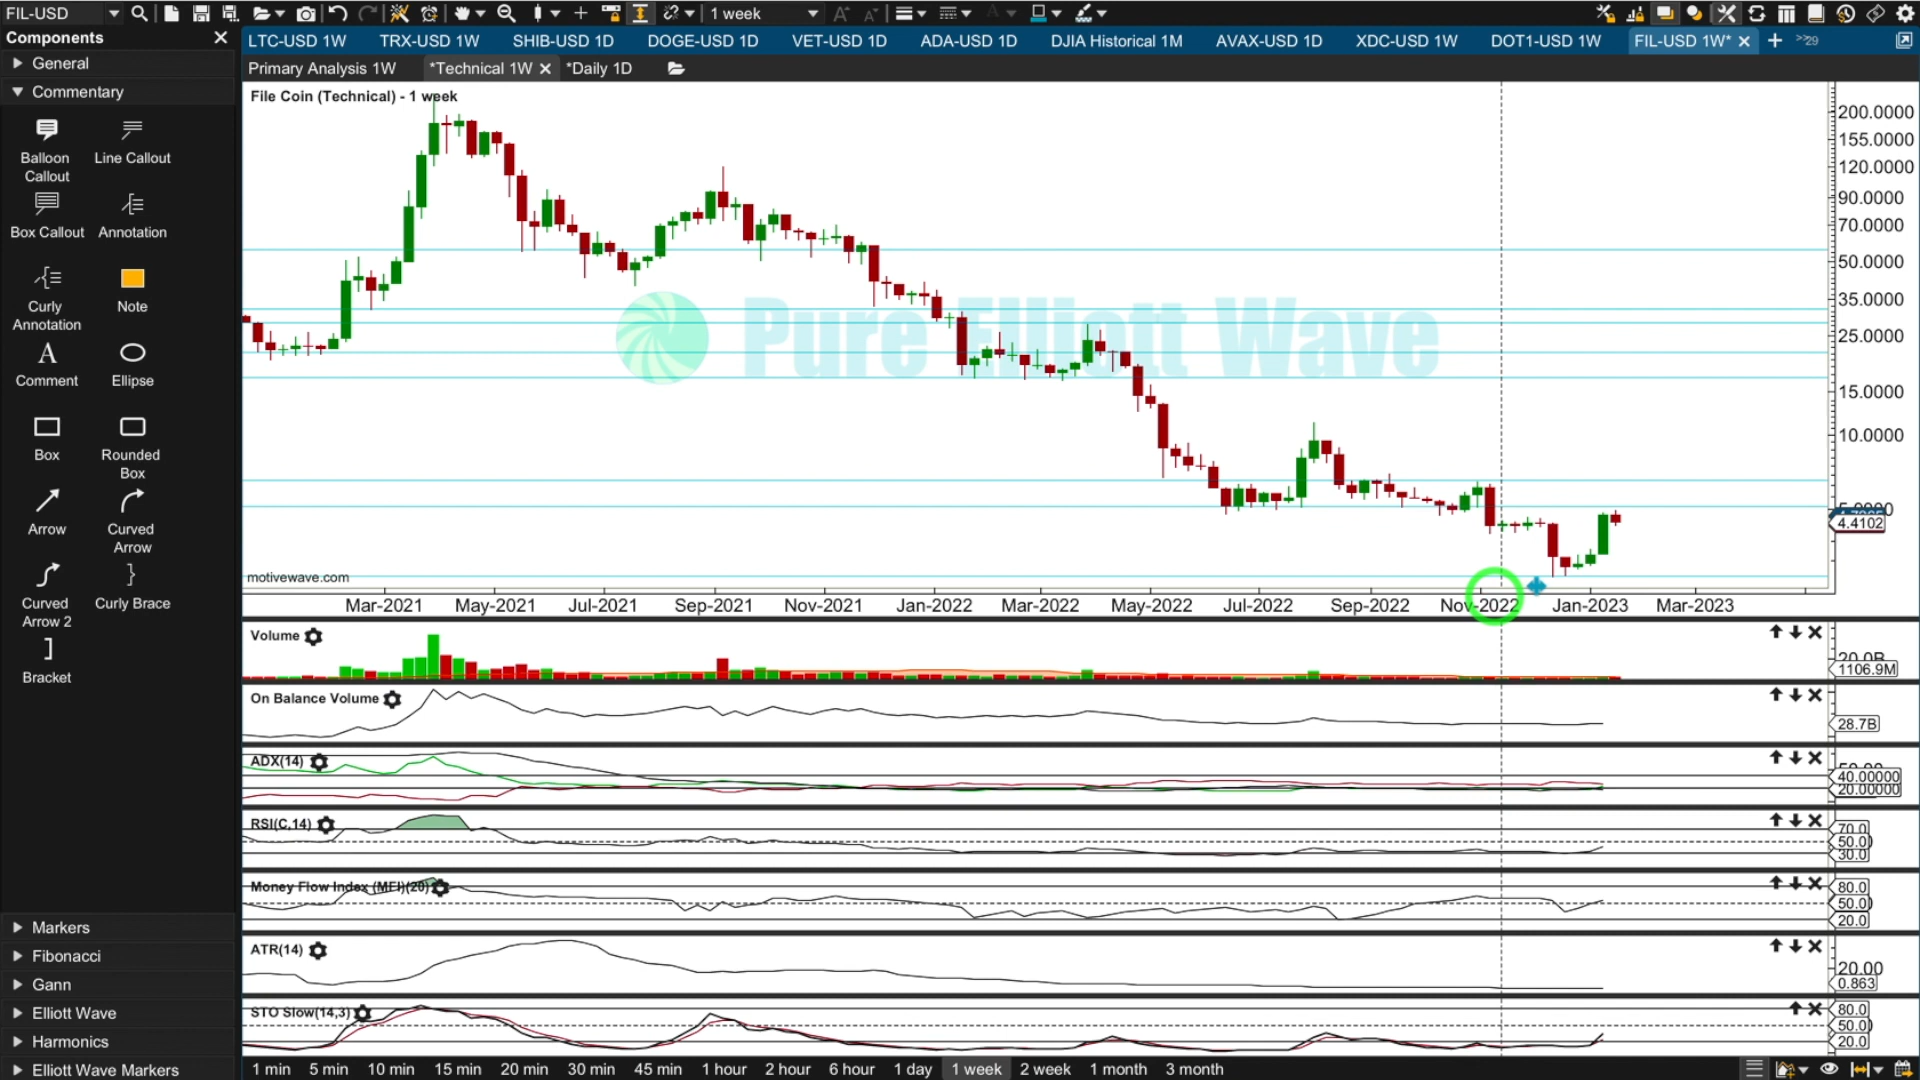 FIL-USD
1 week
Components
LTC-USD 1W TRX-USD 1W SHIB-USD 1D DOGE-USD 1D VET-USD 1D ADA-USD 1D DJIA Historical 1M AVAX-USD 1D XDC-USD 1W DOT1-USD 1W FIL-USD 1W* 29
General
Primary Analysis 1W *Technical 1W *Daily 1D
Commentary
File Coin (Technical) - 1 week
Balloon Callout
Line Callout
Box Callout
Annotation
Curly Annotation
Note
Comment
Ellipse
Box
Rounded Box
Arrow
Curved Arrow
Curved Arrow 2
Curly Brace
Bracket
Markers
Fibonacci
Gann
Elliott Wave
Harmonics
Elliott Wave Markers
Pure Elliott Wave
200.0000
155.0000
120.0000
90.0000
70.0000
50.0000
35.0000
25.0000
15.0000
10.0000
4.4102
motivewave.com
Mar-2021 May-2021 Jul-2021 Sep-2021 Nov-2021 Jan-2022 Mar-2022 May-2022 Jul-2022 Sep-2022 Nov-2022 Jan-2023 Mar-2023
Volume
1106.9M
On Balance Volume
28.7B
ADX(14)
40.00000
20.00000
RSI(C,14)
70.0
50.0
30.0
Money Flow Index (MFI)(20)
80.0
50.0
20.0
ATR(14)
20.00
0.863
STO Slow(14,3)
80.0
50.0
20.0
1 min 5 min 10 min 15 min 20 min 30 min 45 min 1 hour 2 hour 6 hour 1 day 1 week 2 week 1 month 3 month